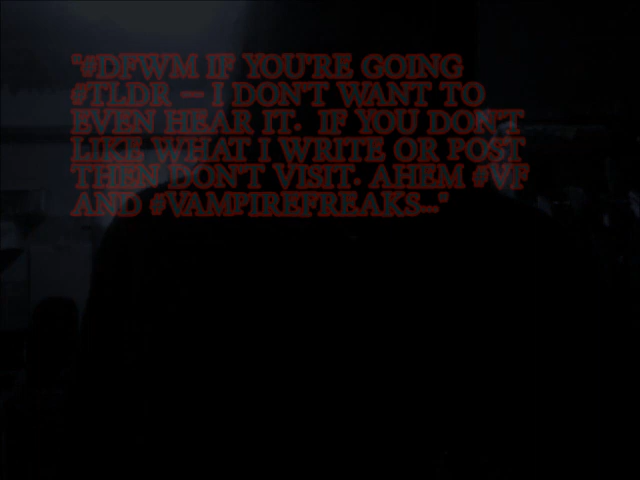 "#DFWM IF YOU'RE GOING
#TLDR – I DON'T WANT TO
EVEN HEAR IT. IF YOU DON'T
LIKE WHAT I WRITE OR POST
THEN DON'T VISIT. AHEM #VF
AND #VAMPIREFREAKS..."